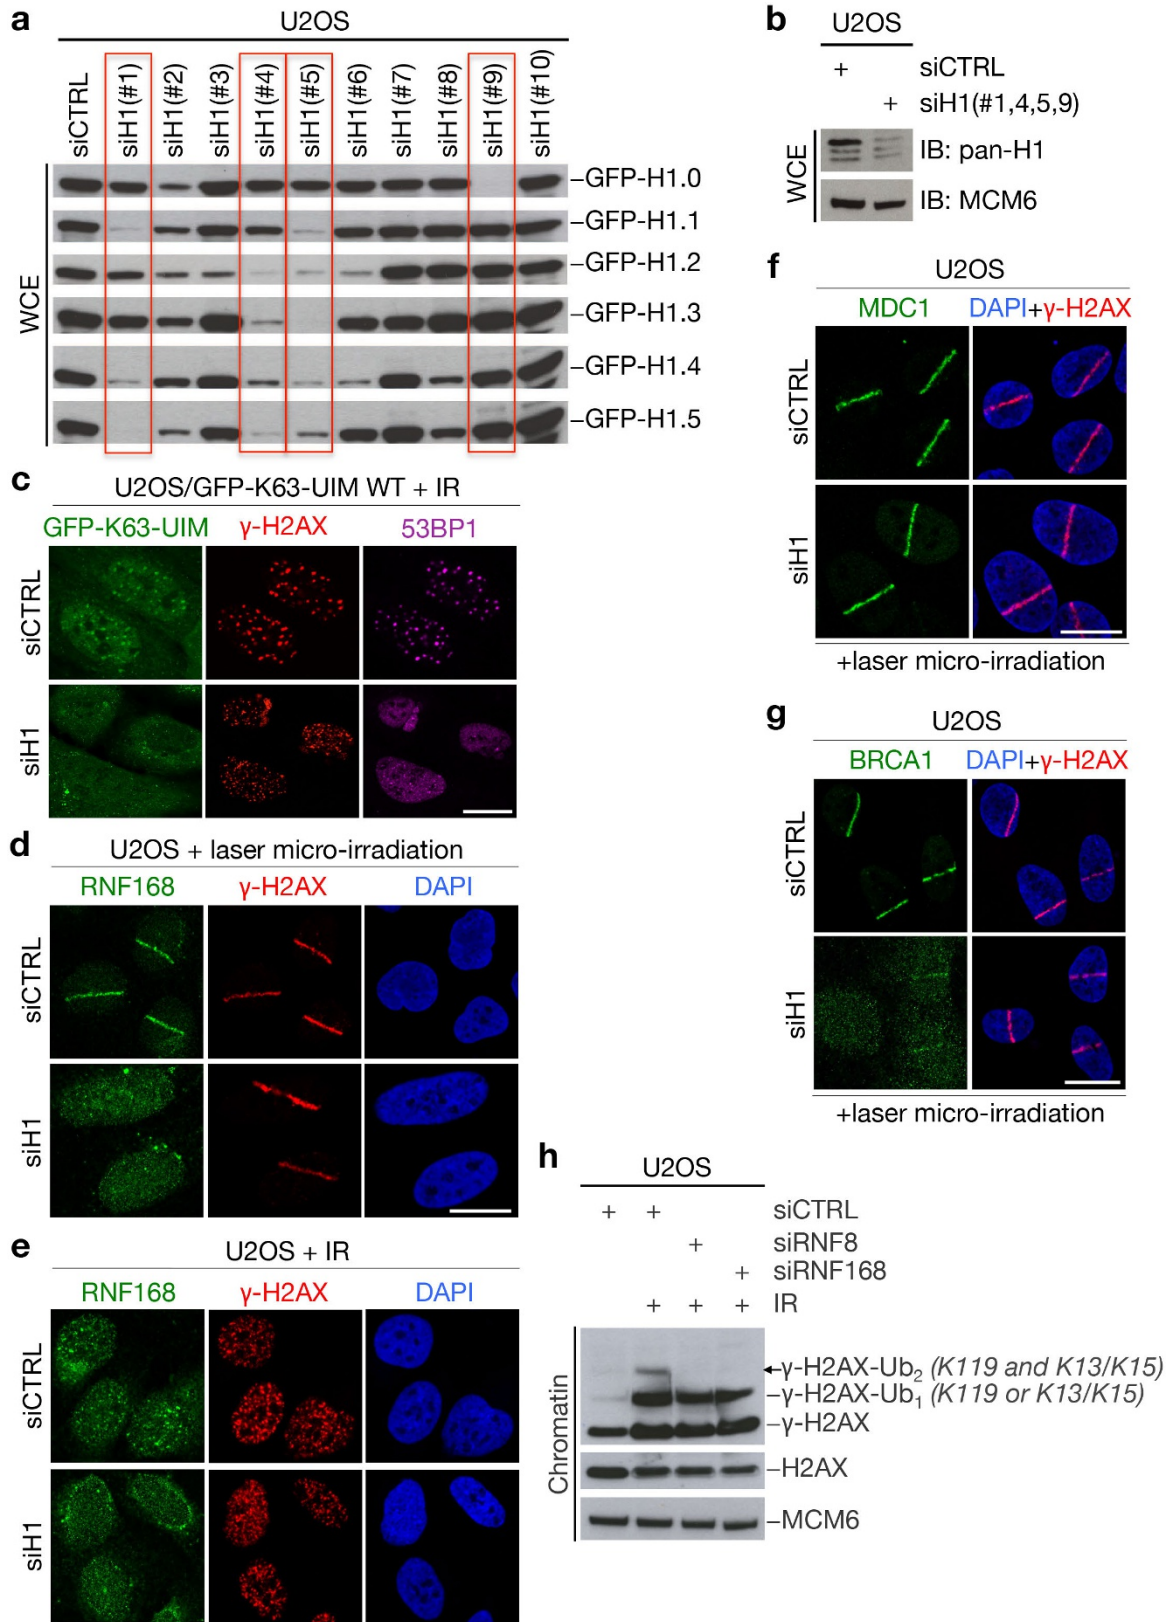 a
U2OS
siCTRL
siH1(#1)
siH1(#2)
siH1(#3)
siH1(#4)
siH1(#5)
siH1(#6)
siH1(#7)
siH1(#8)
siH1(#9)
siH1(#10)
WCE
–GFP-H1.0
–GFP-H1.1
–GFP-H1.2
–GFP-H1.3
–GFP-H1.4
–GFP-H1.5
b
U2OS
+ siCTRL
+ siH1(#1,4,5,9)
WCE
IB: pan-H1
IB: MCM6
c
U2OS/GFP-K63-UIM WT + IR
GFP-K63-UIM γ-H2AX 53BP1
siCTRL
siH1
d
U2OS + laser micro-irradiation
RNF168 γ-H2AX DAPI
siCTRL
siH1
e
U2OS + IR
RNF168 γ-H2AX DAPI
siCTRL
siH1
f
U2OS
MDC1 DAPI+γ-H2AX
siCTRL
siH1
+laser micro-irradiation
g
U2OS
BRCA1 DAPI+γ-H2AX
siCTRL
siH1
+laser micro-irradiation
h
U2OS
+ + siCTRL
+ siRNF8
+ siRNF168
+ + + IR
Chromatin
γ-H2AX-Ub₂ (K119 and K13/K15)
–γ-H2AX-Ub₁ (K119 or K13/K15)
–γ-H2AX
–H2AX
–MCM6